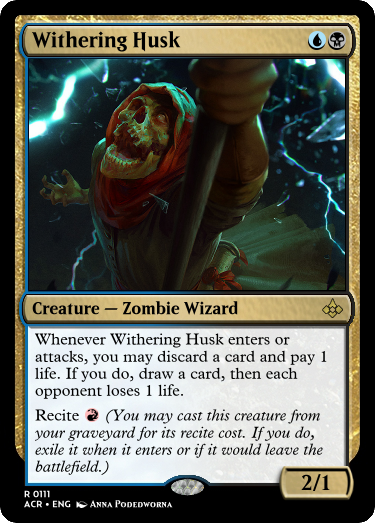 Withering Husk
Creature — Zombie Wizard
Whenever Withering Husk enters or
attacks, you may discard a card and pay 1
life. If you do, draw a card, then each
opponent loses 1 life.
Recite (You may cast this creature from
your graveyard for its recite cost. If you do,
exile it when it enters or if it would leave the
battlefield.)
2/1
R 0111
ACR • ENG Anna Podedworna